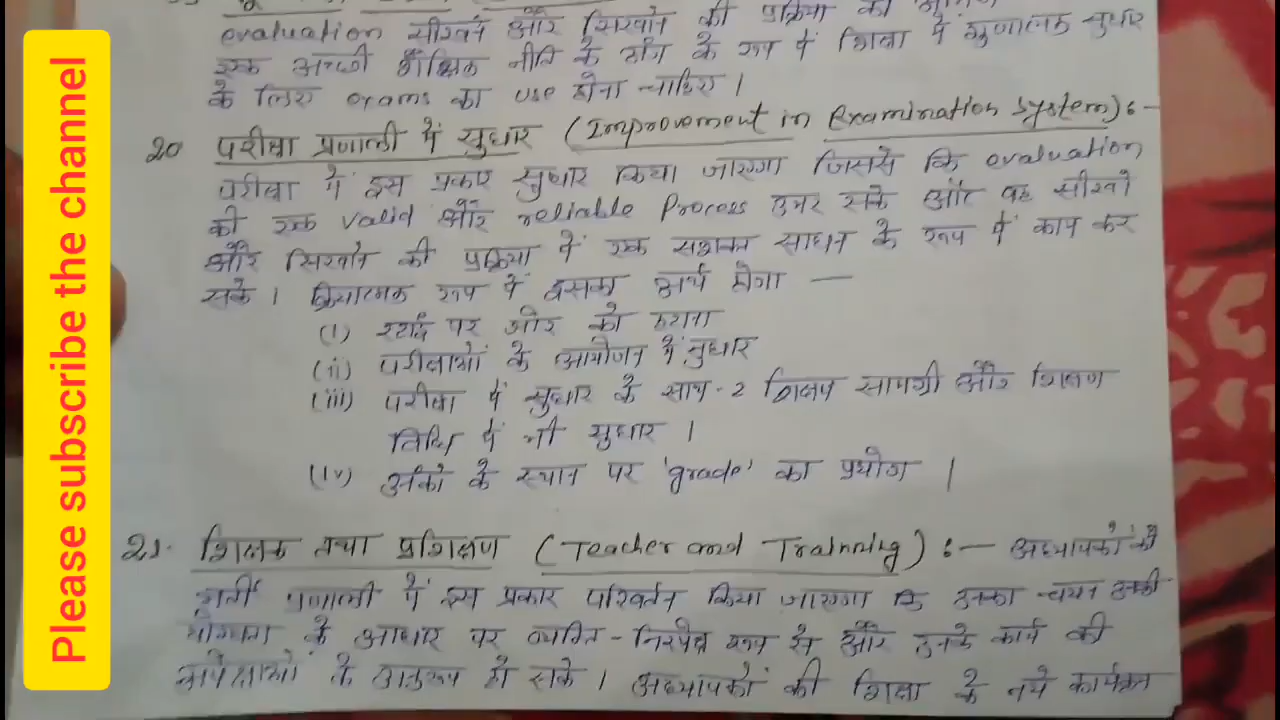 evaluation सीखने और सिखाने की प्रक्रिया का
एक अच्छी शैक्षिक नीति के अंग के रूप में शिक्षा में गुणात्मक सुधार
के लिए exams का use होना चाहिए ।
20 परीक्षा प्रणाली में सुधार (Improvement in Examination System) :-
परीक्षा में इस प्रकार सुधार किया जाएगा जिससे कि evaluation
की एक valid और reliable Process उभर सके और वह सीखने
और सिखाने की प्रक्रिया में एक सशक्त साधन के रूप में काम कर
सके । क्रियात्मक रूप में इसका अर्थ होगा —
(i) रटाई पर जोर को हटाना
(ii) परीक्षाओं के आयोजन में सुधार
(iii) परीक्षा में सुधार के साथ-2 शिक्षण सामग्री और शिक्षण
विधि में भी सुधार ।
(iv) अंकों के स्थान पर 'grade' का प्रयोग ।
21. शिक्षक तथा प्रशिक्षण (Teacher and Trainning) :— अध्यापकों की
भर्ती प्रणाली में इस प्रकार परिवर्तन किया जाएगा कि उनका चयन उनकी
योग्यता के आधार पर व्यक्ति-निरपेक्ष रूप से और उनके कार्य की
अपेक्षाओं के अनुरूप हो सके । अध्यापकों की शिक्षा के नये कार्यक्रम
Please subscribe the channel